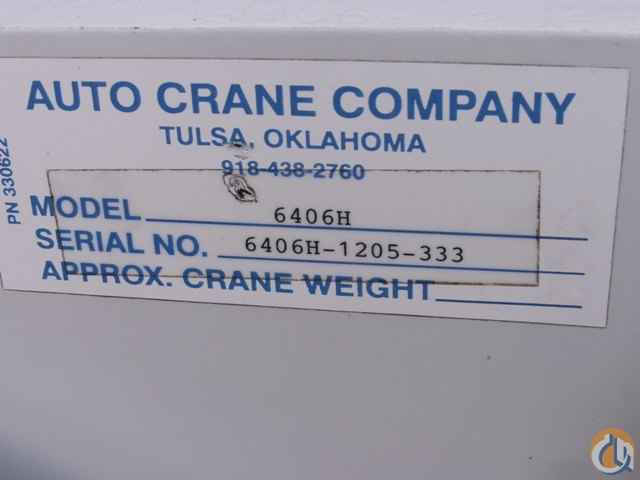 AUTO CRANE COMPANY
TULSA, OKLAHOMA
918-438-2760
MODEL 6406H
SERIAL NO. 6406H-1205-333
APPROX. CRANE WEIGHT
PN 330622